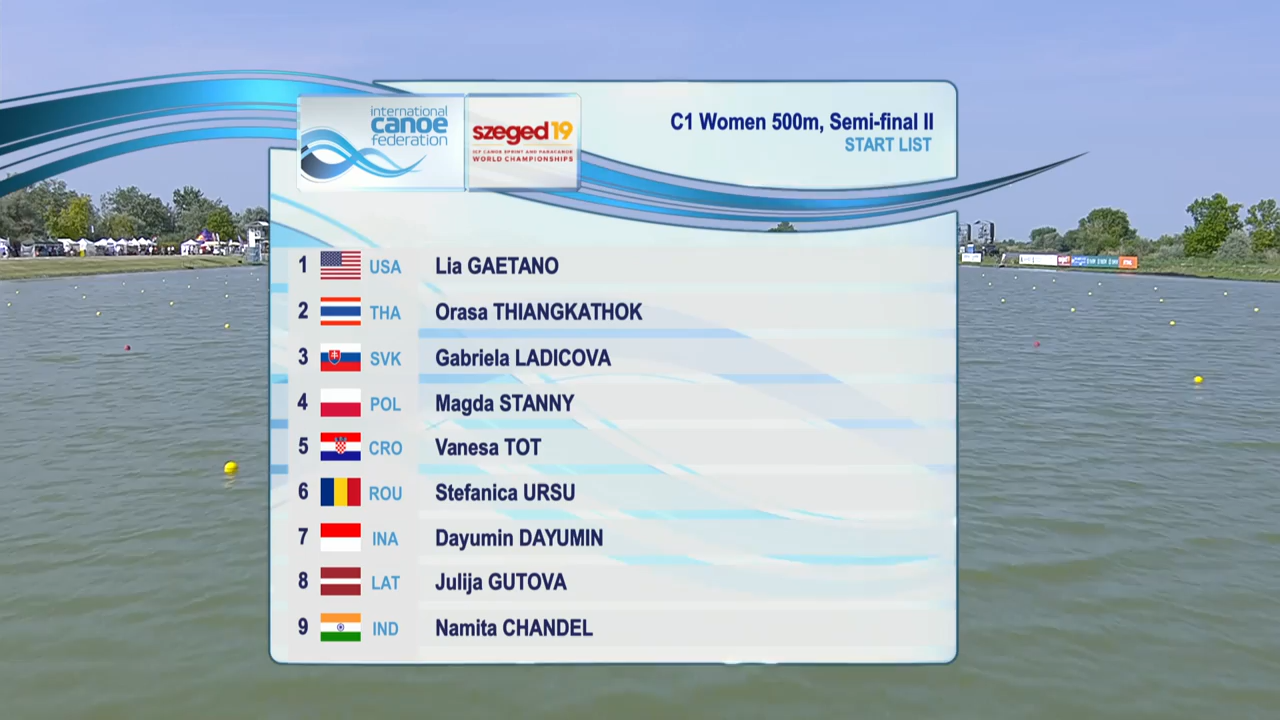 international
canoe
federation
szeged19
ICF CANOE SPRINT AND PARACANOE
WORLD CHAMPIONSHIPS
C1 Women 500m, Semi-final II
START LIST
1 USA Lia GAETANO
2 THA Orasa THIANGKATHOK
3 SVK Gabriela LADICOVA
4 POL Magda STANNY
5 CRO Vanesa TOT
6 ROU Stefanica URSU
7 INA Dayumin DAYUMIN
8 LAT Julija GUTOVA
9 IND Namita CHANDEL